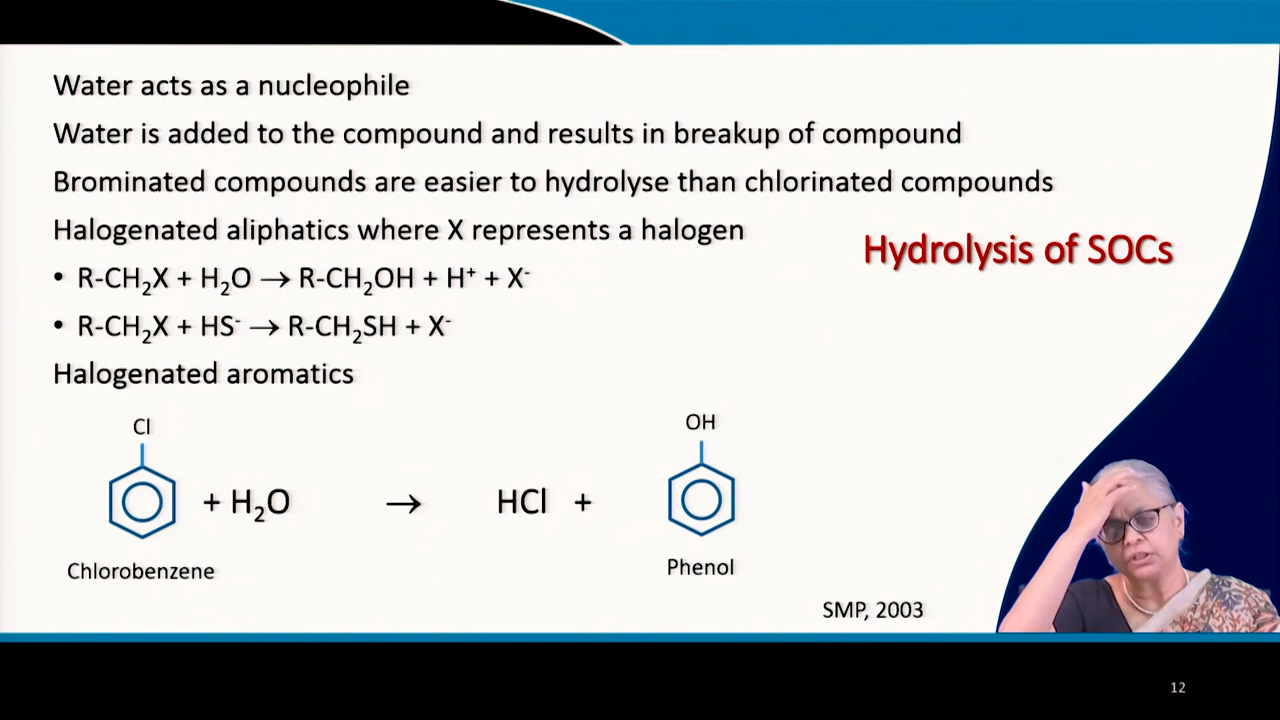 Water acts as a nucleophile
Water is added to the compound and results in breakup of compound
Brominated compounds are easier to hydrolyse than chlorinated compounds
Halogenated aliphatics where X represents a halogen
Hydrolysis of SOCs
• R-CH₂X + H₂O → R-CH₂OH + H⁺ + X⁻
• R-CH₂X + HS⁻ → R-CH₂SH + X⁻
Halogenated aromatics
Cl
OH
+ H₂O → HCl +
Chlorobenzene
Phenol
SMP, 2003
12